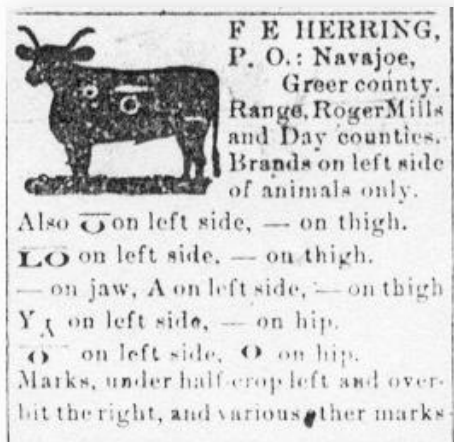 F E HERRING,
P. O.: Navajoe,
Greer county.
Range, Roger Mills
and Day counties.
Brands on left side
of animals only.
Also O on left side, — on thigh.
LO on left side, — on thigh.
— on jaw, A on left side, — on thigh
Y on left side, — on hip.
O on left side, O on hip.
Marks, under half-crop left and over-
bit the right, and various other marks